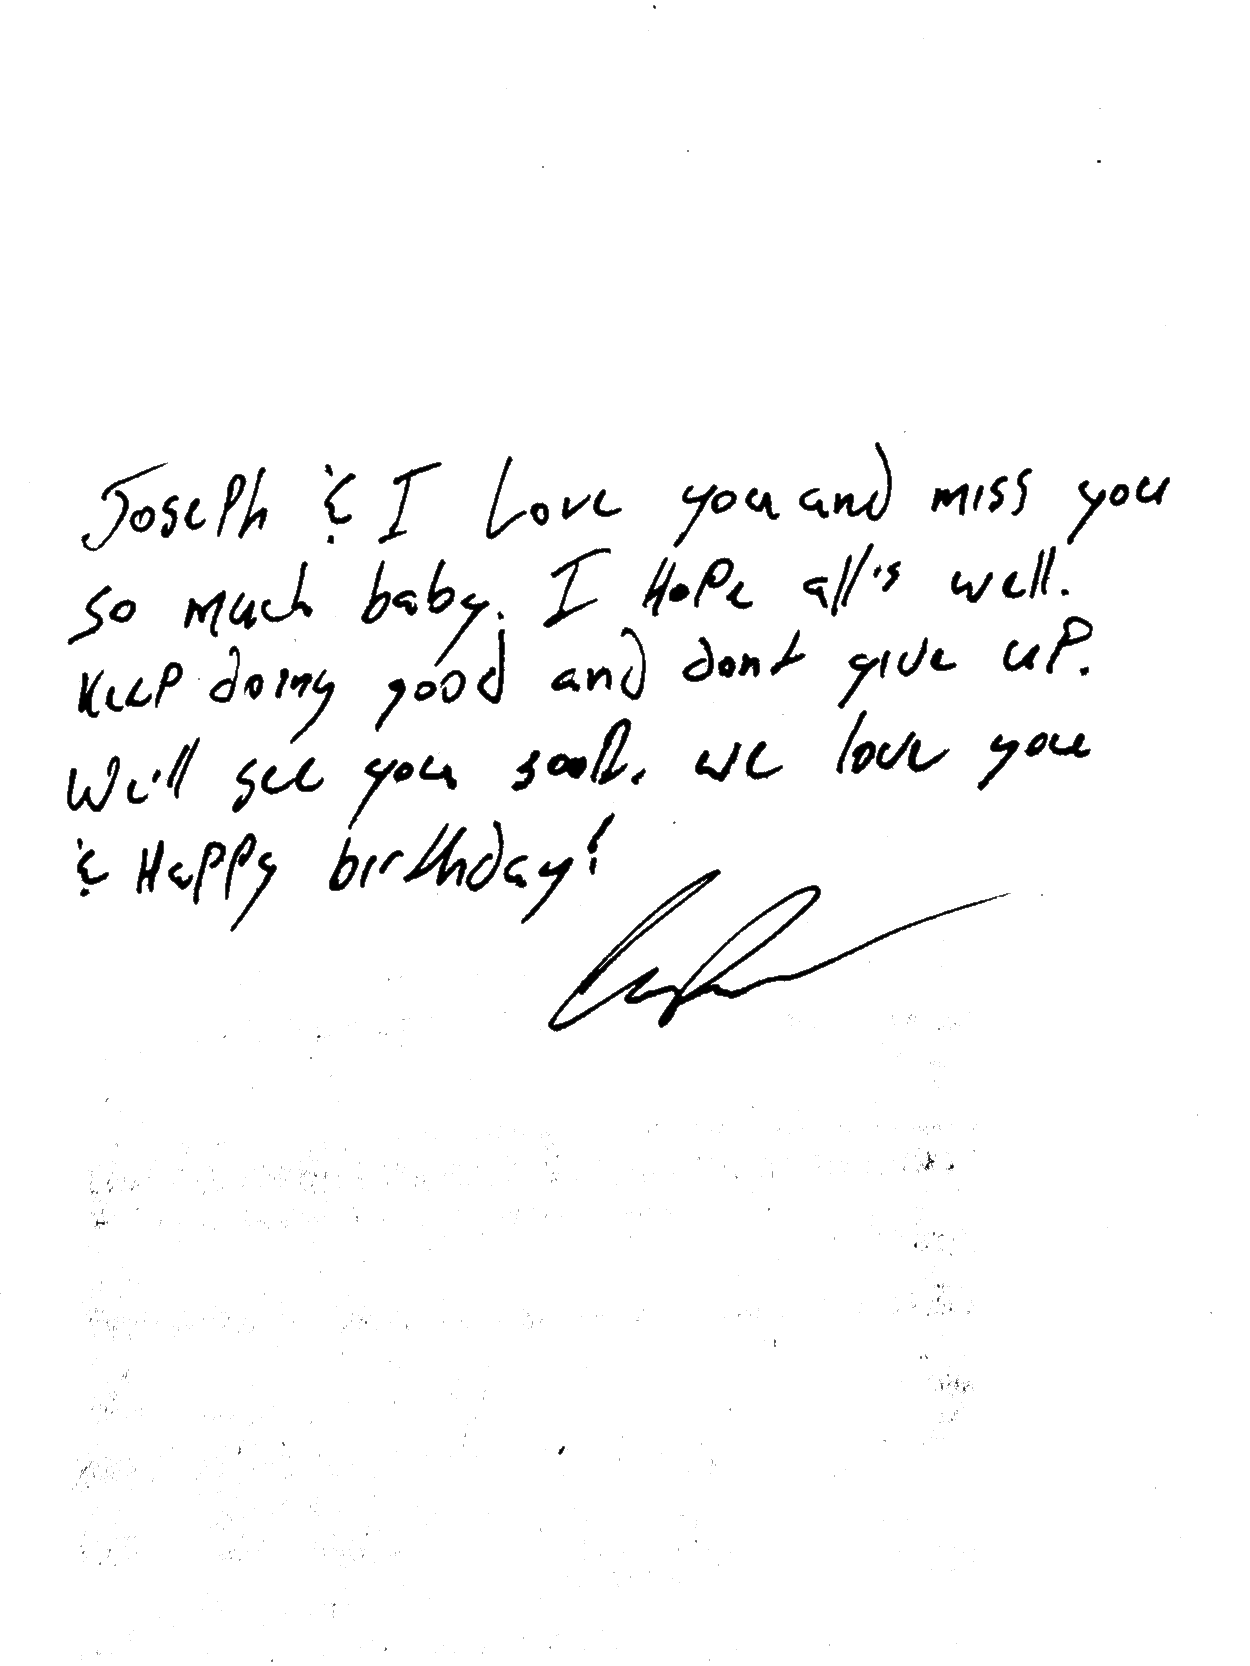 Joseph & I Love you and miss you
so much baby. I Hope all's well.
Keep doing good and dont give up.
We'll see you soon. we love you
& Happy birthday!